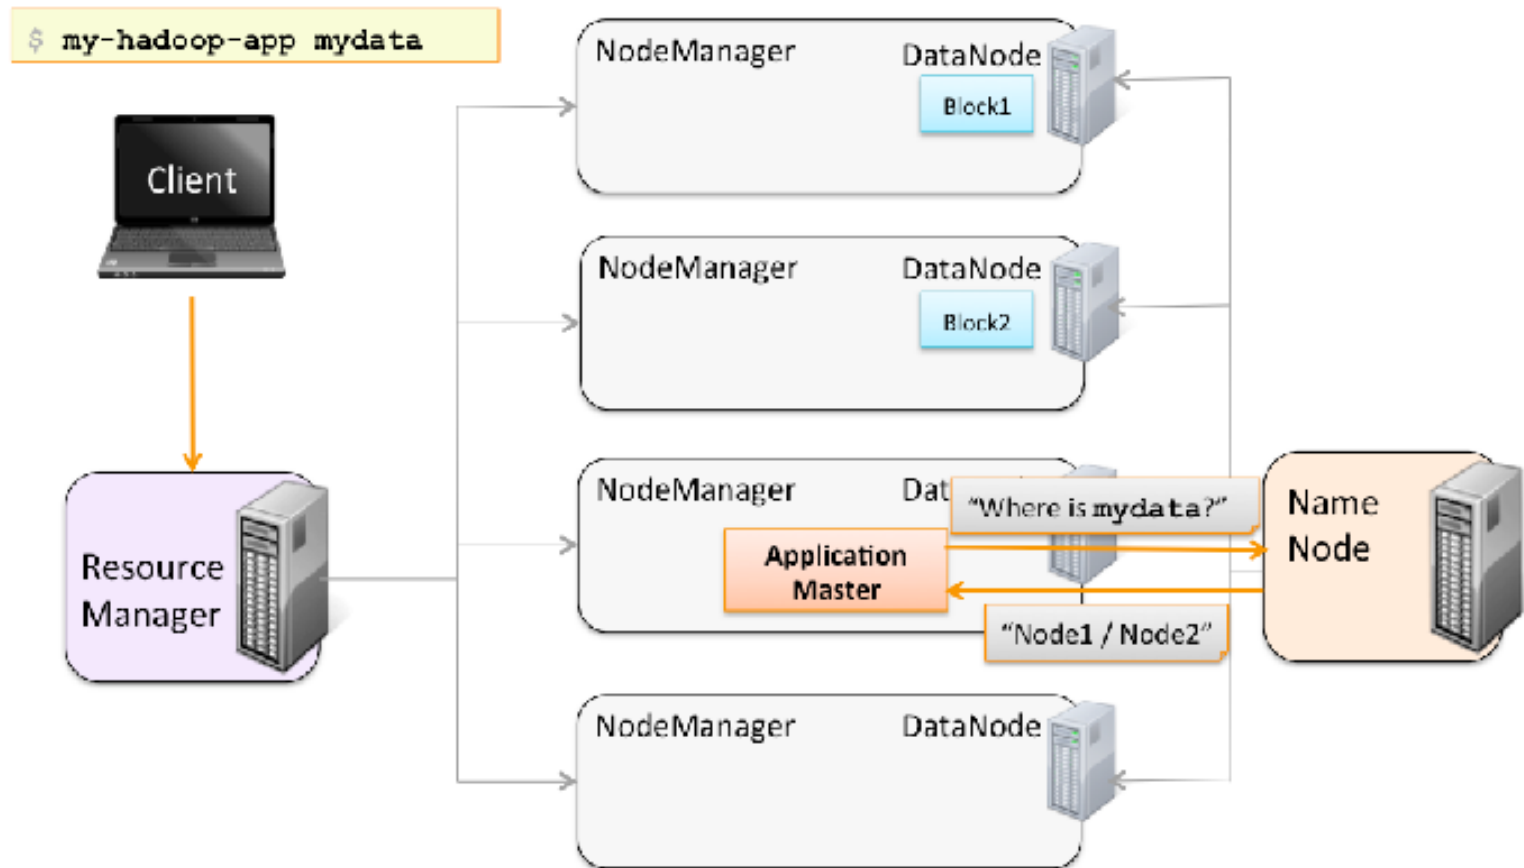 $ my-hadoop-app mydata
Client
Resource
Manager
NodeManager DataNode
Block1
NodeManager DataNode
Block2
NodeManager Dat
Application
Master
"Where is mydata?"
"Node1 / Node2"
Name
Node
NodeManager DataNode